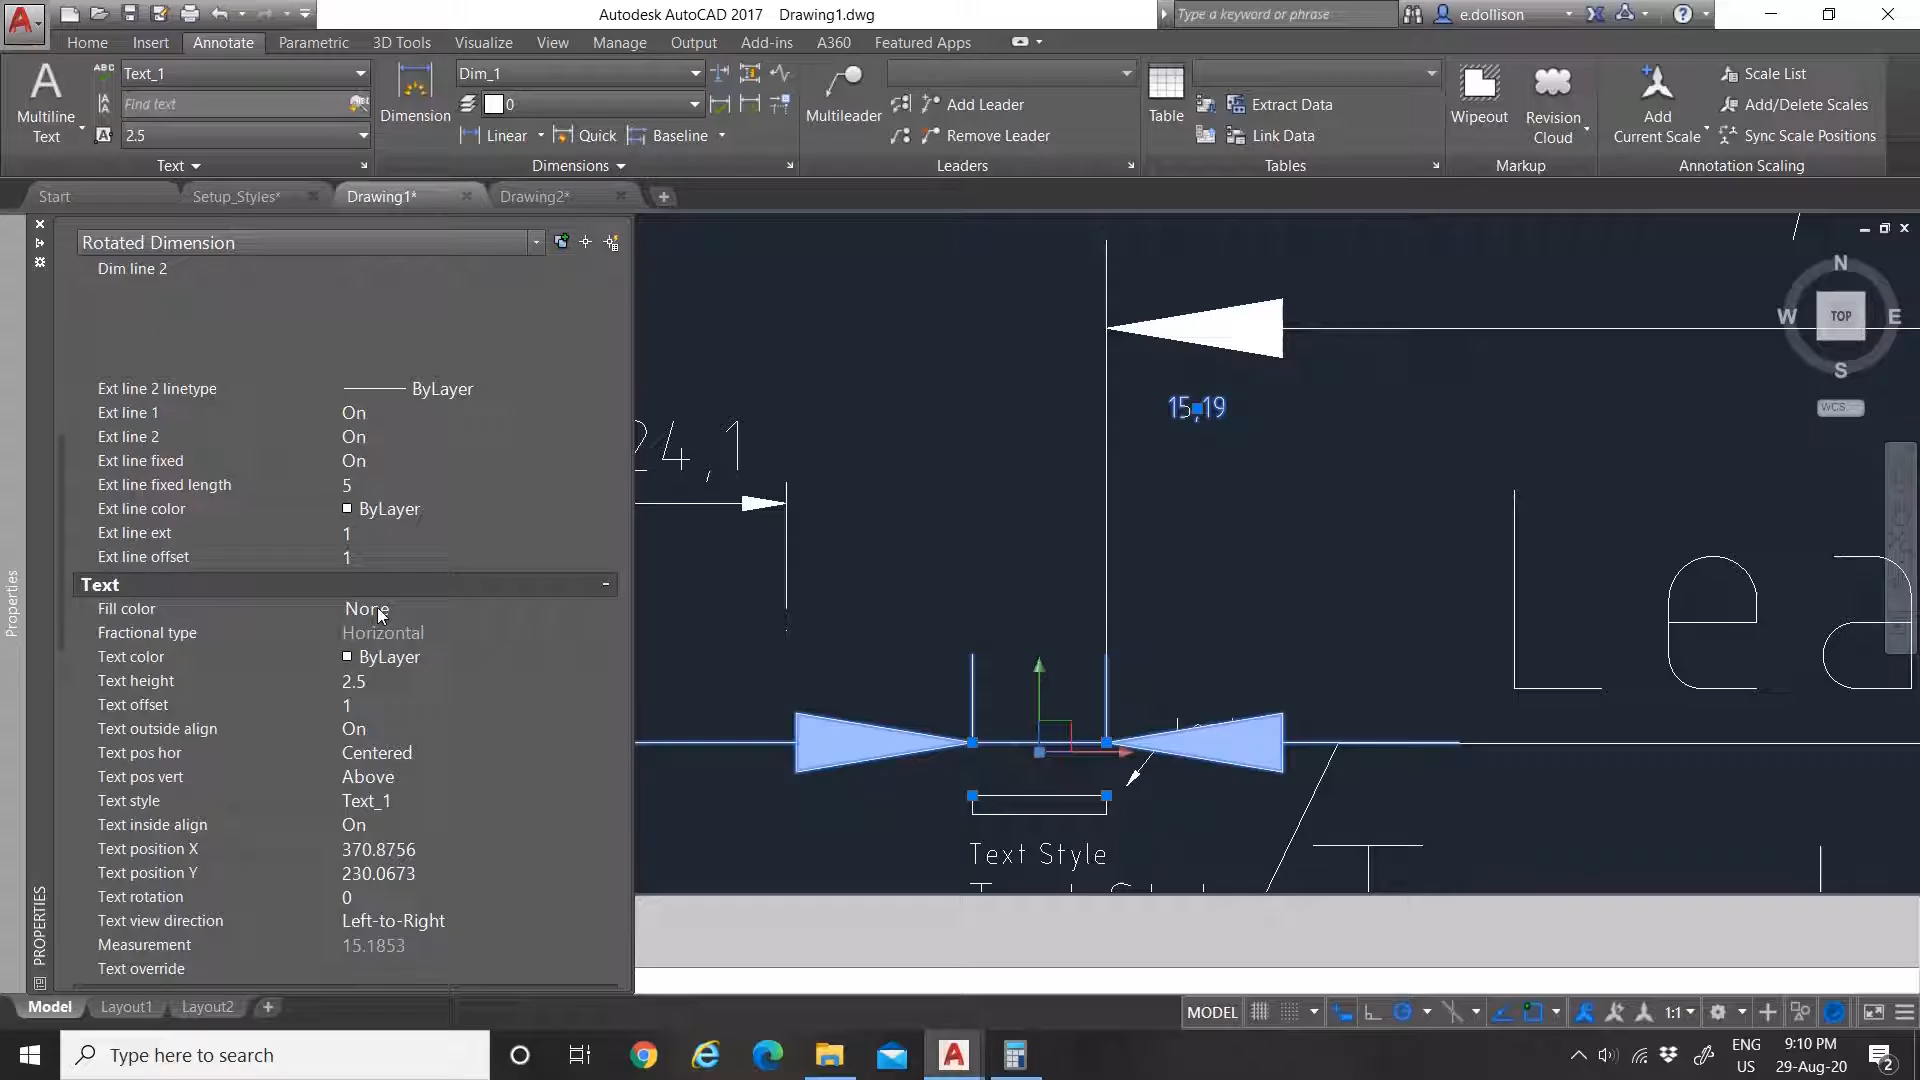 Autodesk AutoCAD 2017 Drawing1.dwg
Type a keyword or phrase
e.dollison
Home Insert Annotate Parametric 3D Tools Visualize View Manage Output Add-ins A360 Featured Apps
Multiline Text
Text_1
Find text
2.5
Text
Dimension
Dim_1
0
Linear Quick Baseline
Dimensions
Multileader
Add Leader
Remove Leader
Leaders
Table
Extract Data
Link Data
Tables
Wipeout
Revision Cloud
Markup
Add Current Scale
Scale List
Add/Delete Scales
Sync Scale Positions
Annotation Scaling
Start Setup_Styles* Drawing1* Drawing2*
Rotated Dimension
Dim line 2
Ext line 2 linetype ByLayer
Ext line 1 On
Ext line 2 On
Ext line fixed On
Ext line fixed length 5
Ext line color ByLayer
Ext line ext 1
Ext line offset 1
Text
Fill color None
Fractional type Horizontal
Text color ByLayer
Text height 2.5
Text offset 1
Text outside align On
Text pos hor Centered
Text pos vert Above
Text style Text_1
Text inside align On
Text position X 370.8756
Text position Y 230.0673
Text rotation 0
Text view direction Left-to-Right
Measurement 15.1853
Text override
Properties
PROPERTIES
24,1
15,19
Lea
Text Style
N
W TOP E
S
WCS
Model Layout1 Layout2
MODEL 1:1
Type here to search
ENG
US
9:10 PM
29-Aug-20
2